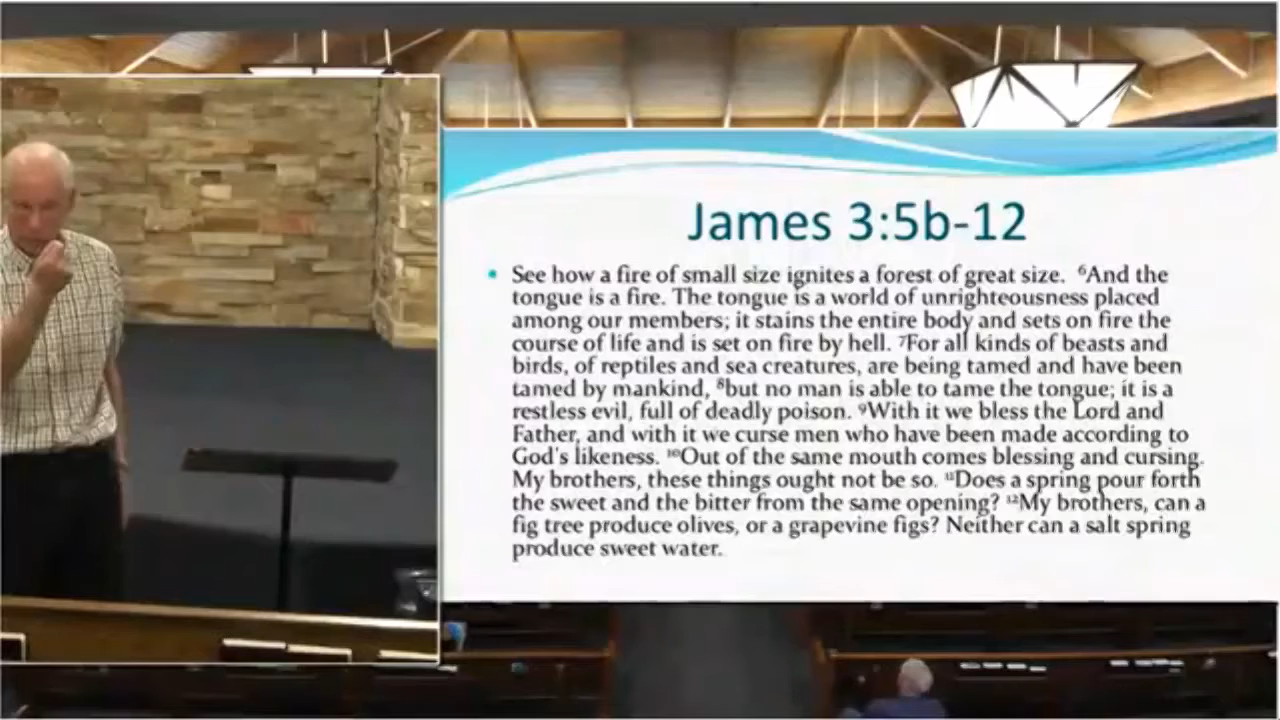 James 3:5b-12
• See how a fire of small size ignites a forest of great size. ⁶And the
tongue is a fire. The tongue is a world of unrighteousness placed
among our members; it stains the entire body and sets on fire the
course of life and is set on fire by hell. ⁷For all kinds of beasts and
birds, of reptiles and sea creatures, are being tamed and have been
tamed by mankind, ⁸but no man is able to tame the tongue; it is a
restless evil, full of deadly poison. ⁹With it we bless the Lord and
Father, and with it we curse men who have been made according to
God's likeness. ¹⁰Out of the same mouth comes blessing and cursing.
My brothers, these things ought not be so. ¹¹Does a spring pour forth
the sweet and the bitter from the same opening? ¹²My brothers, can a
fig tree produce olives, or a grapevine figs? Neither can a salt spring
produce sweet water.